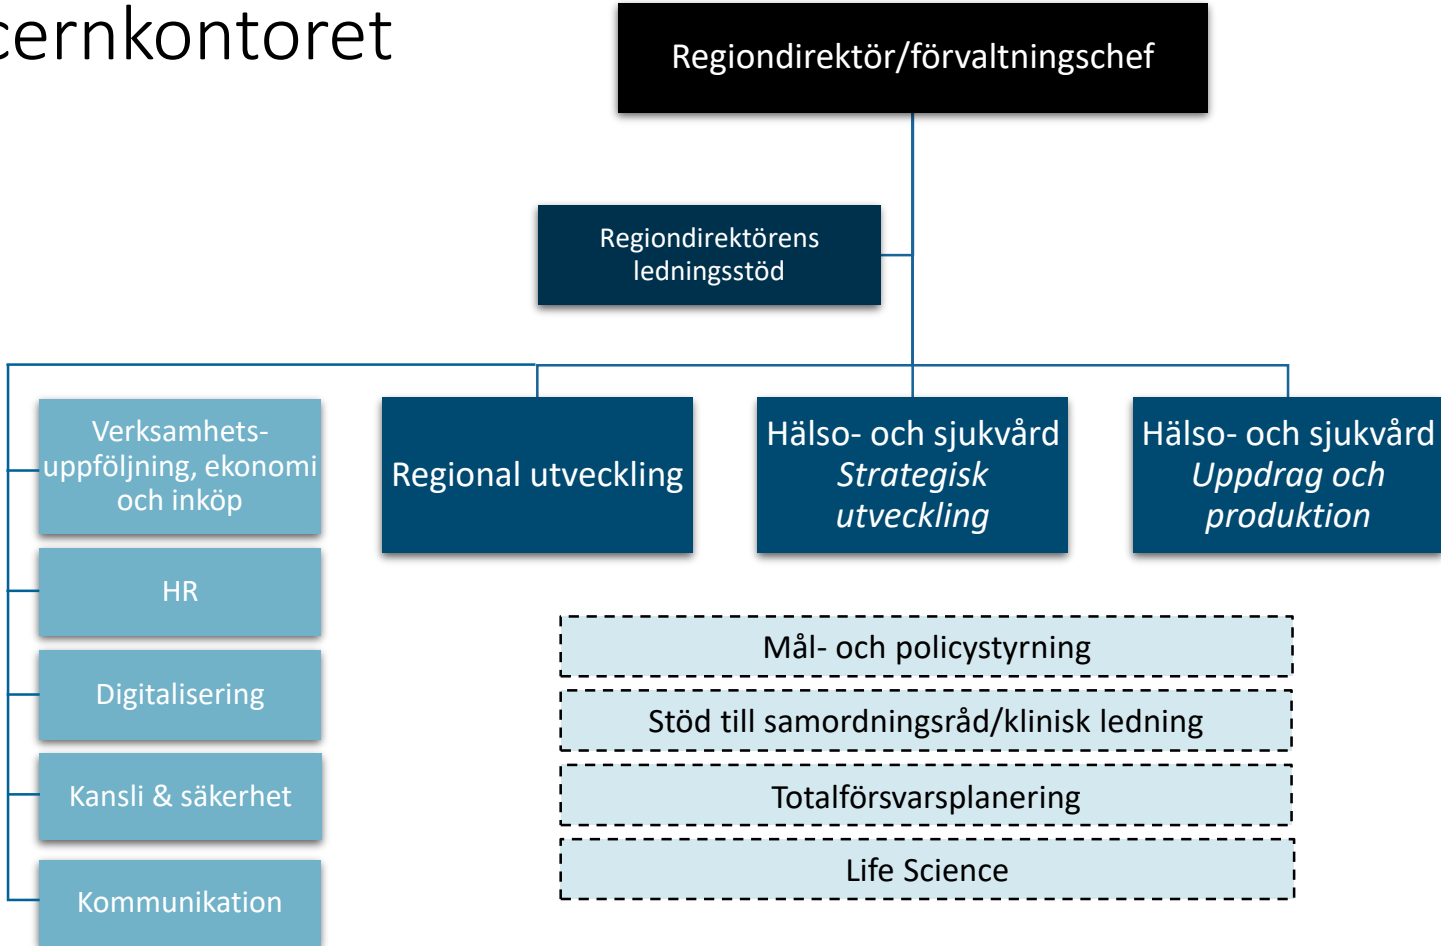 cernkontoret
Regiondirektör/förvaltningschef
Regiondirektörens
ledningsstöd
Verksamhets-
uppföljning, ekonomi
och inköp
HR
Digitalisering
Kansli & säkerhet
Kommunikation
Regional utveckling
Hälso- och sjukvård
Strategisk
utveckling
Hälso- och sjukvård
Uppdrag och
produktion
Mål- och policystyrning
Stöd till samordningsråd/klinisk ledning
Totalförsvarsplanering
Life Science